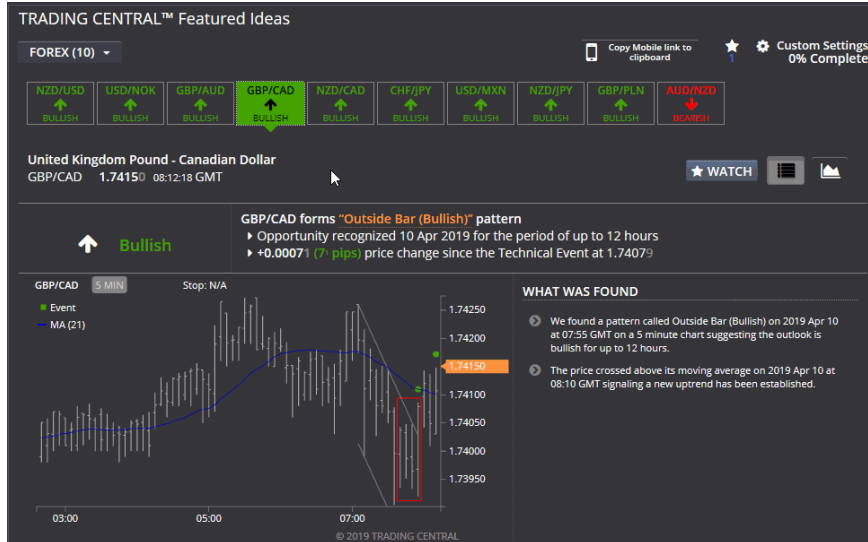 TRADING CENTRAL™ Featured Ideas
FOREX (10)
Copy Mobile link to
clipboard
1
Custom Settings
0% Complete
NZD/USD USD/NOK GBP/AUD GBP/CAD NZD/CAD CHF/JPY USD/MXN NZD/JPY GBP/PLN AUD/NZD
BULLISH BULLISH BULLISH BULLISH BULLISH BULLISH BULLISH BULLISH BULLISH BEARISH
United Kingdom Pound - Canadian Dollar
GBP/CAD 1.74150 08:12:18 GMT
WATCH
Bullish
GBP/CAD forms "Outside Bar (Bullish)" pattern
Opportunity recognized 10 Apr 2019 for the period of up to 12 hours
+0.00071 (7¹ pips) price change since the Technical Event at 1.74079
GBP/CAD 5 MIN Stop: N/A
Event
MA (21)
1.74250
1.74200
1.74150
1.74100
1.74050
1.74000
1.73950
03:00 05:00 07:00
© 2019 TRADING CENTRAL
WHAT WAS FOUND
We found a pattern called Outside Bar (Bullish) on 2019 Apr 10
at 07:55 GMT on a 5 minute chart suggesting the outlook is
bullish for up to 12 hours.
The price crossed above its moving average on 2019 Apr 10 at
08:10 GMT signaling a new uptrend has been established.